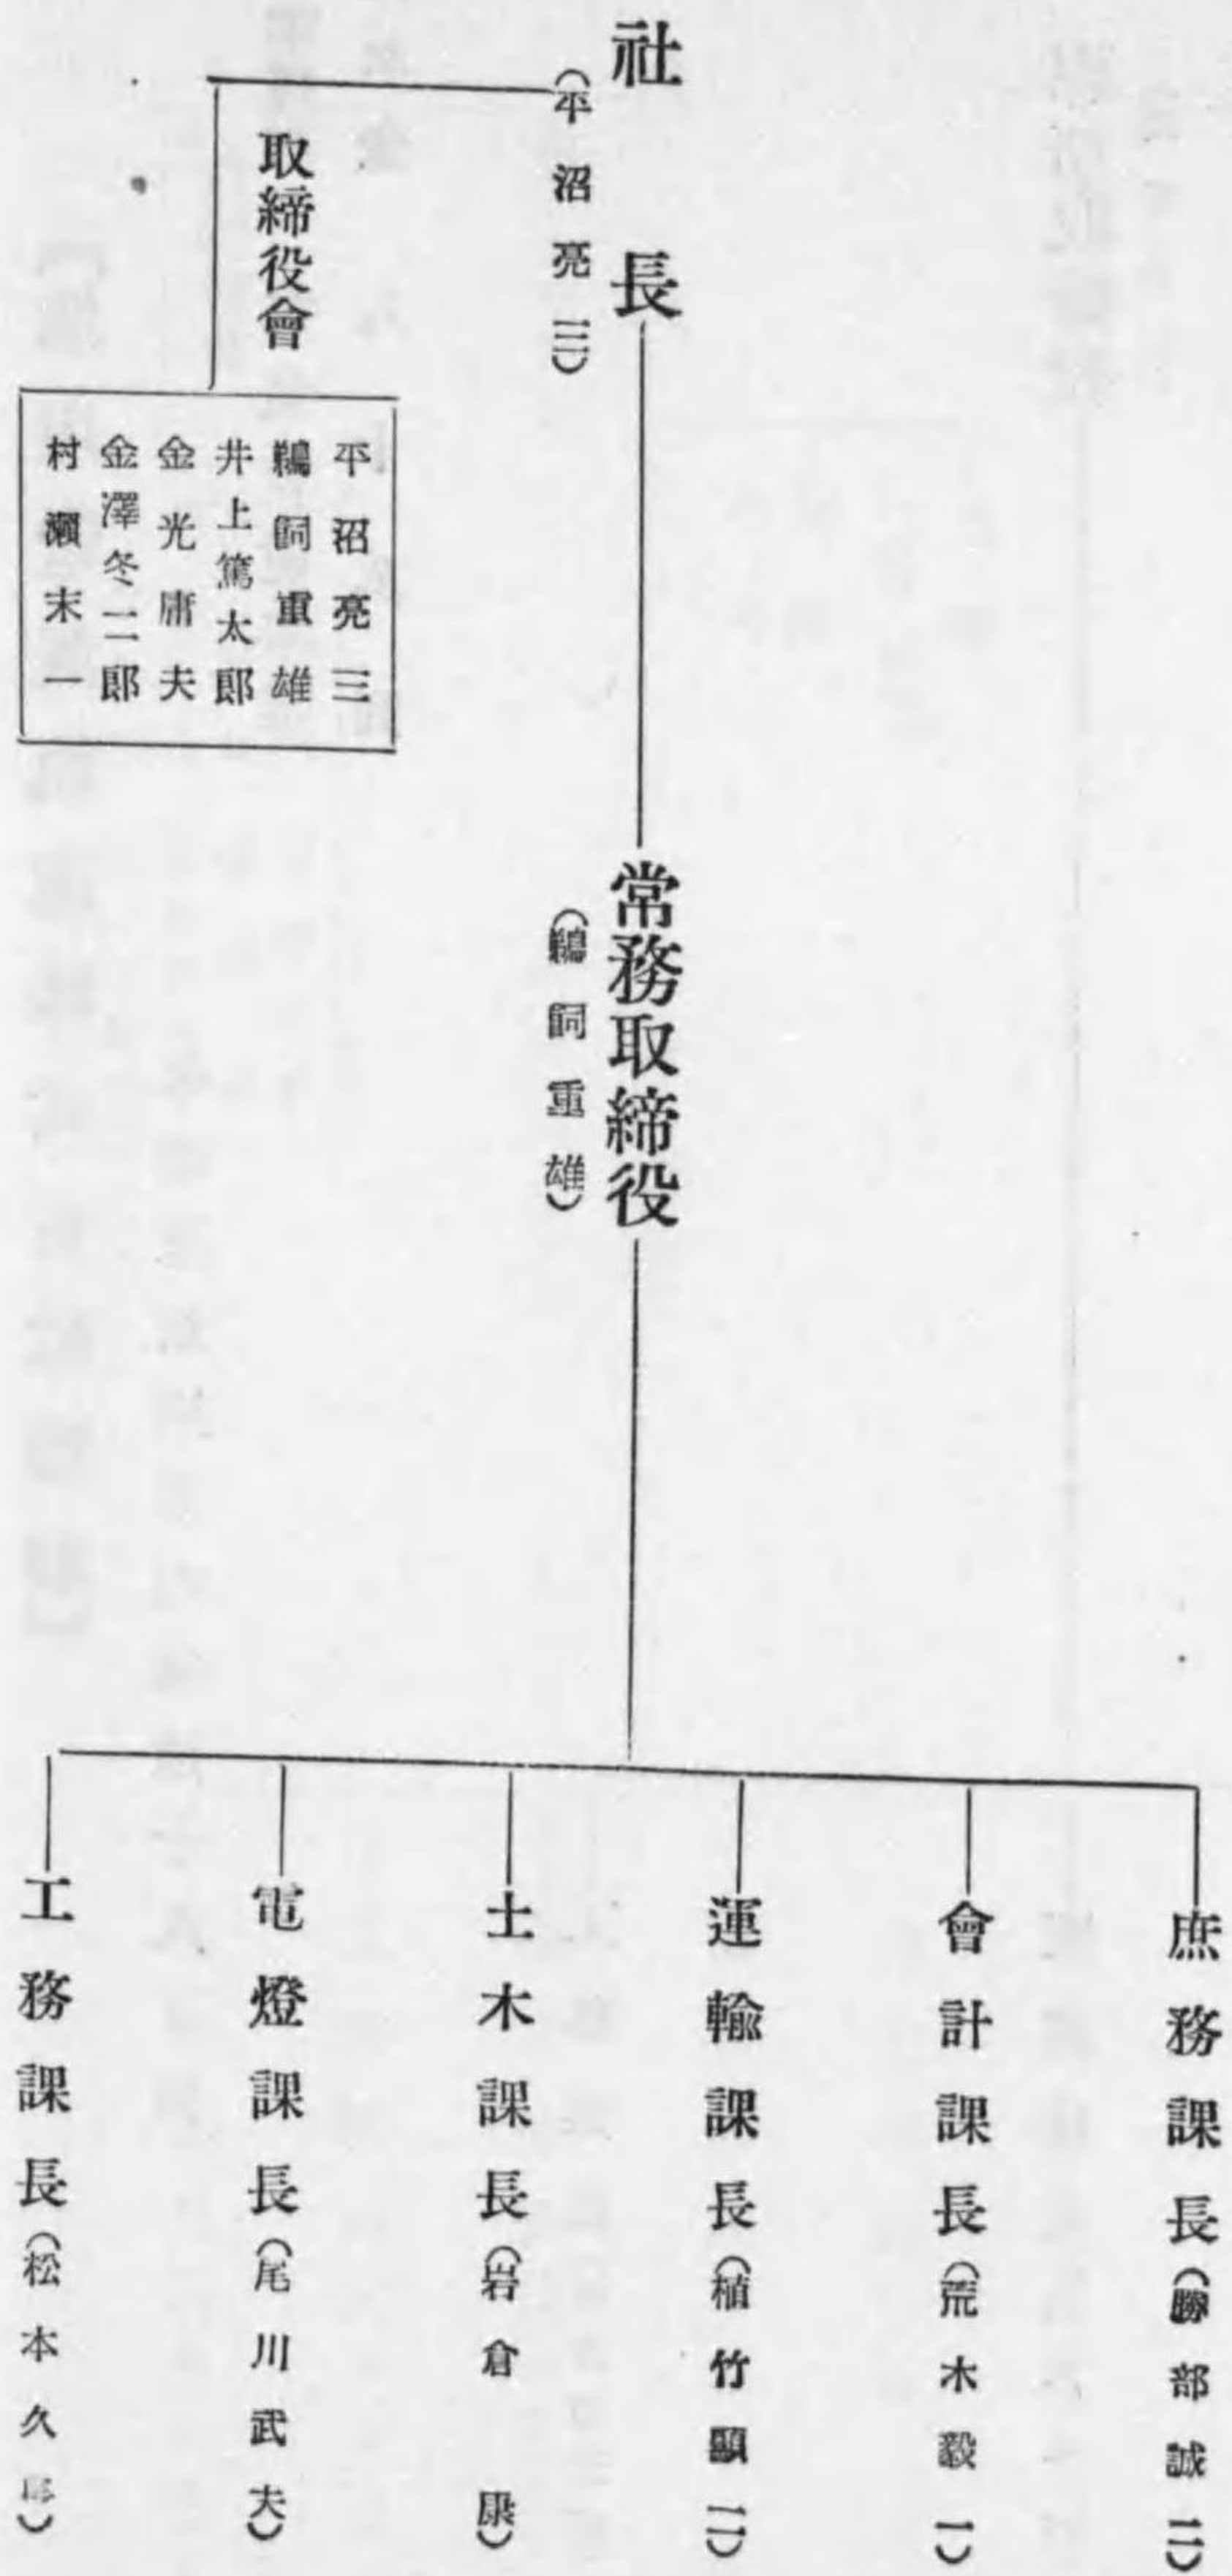 社長
(平沼亮三)
取締役會
平沼亮三
鵜飼重雄
井上篤太郎
金光庸夫
金澤冬三郎
村瀬末一
常務取締役
(鵜飼重雄)
庶務課長(勝部誠二)
會計課長(荒木毅一)
運輸課長(植竹顯二)
土木課長(岩倉康)
電燈課長(尾川武夫)
工務課長(松本久